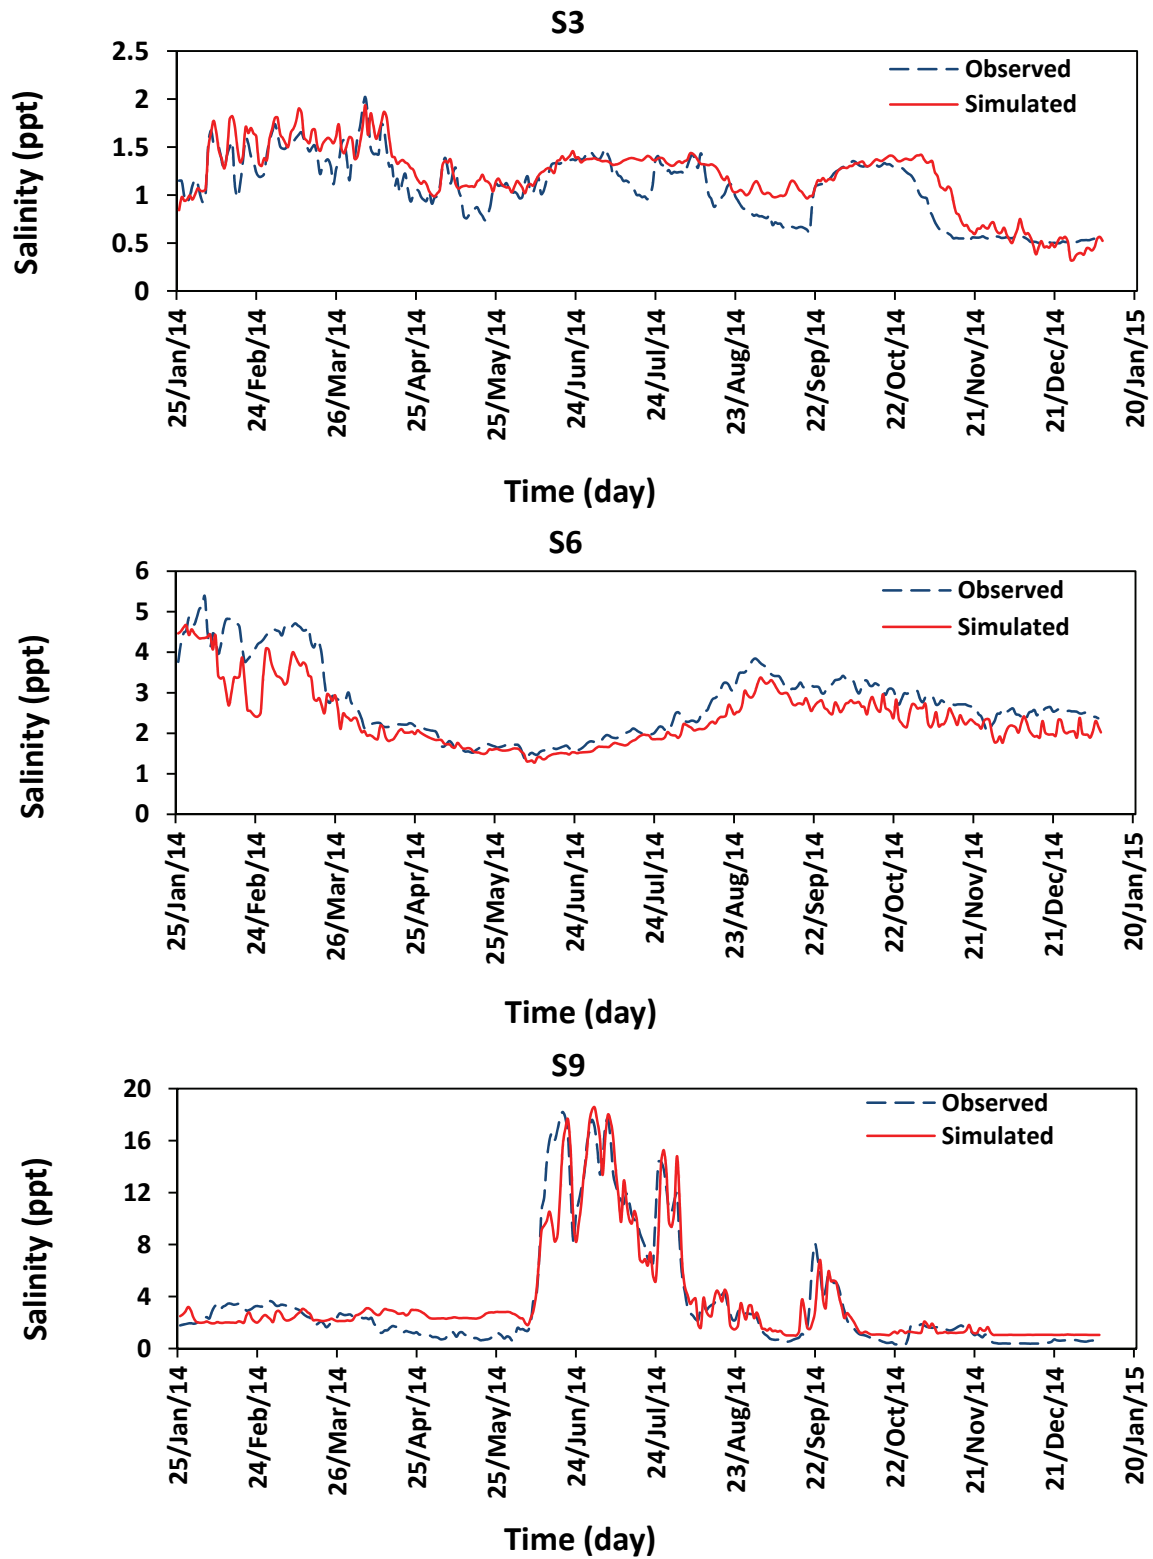 S3
Salinity (ppt)
2.5
2
1.5
1
0.5
0
Observed
Simulated
25/Jan/14
24/Feb/14
26/Mar/14
25/Apr/14
25/May/14
24/Jun/14
24/Jul/14
23/Aug/14
22/Sep/14
22/Oct/14
21/Nov/14
21/Dec/14
20/Jan/15
Time (day)
S6
Salinity (ppt)
6
5
4
3
2
1
0
Observed
Simulated
25/Jan/14
24/Feb/14
26/Mar/14
25/Apr/14
25/May/14
24/Jun/14
24/Jul/14
23/Aug/14
22/Sep/14
22/Oct/14
21/Nov/14
21/Dec/14
20/Jan/15
Time (day)
S9
Salinity (ppt)
20
16
12
8
4
0
Observed
Simulated
25/Jan/14
24/Feb/14
26/Mar/14
25/Apr/14
25/May/14
24/Jun/14
24/Jul/14
23/Aug/14
22/Sep/14
22/Oct/14
21/Nov/14
21/Dec/14
20/Jan/15
Time (day)